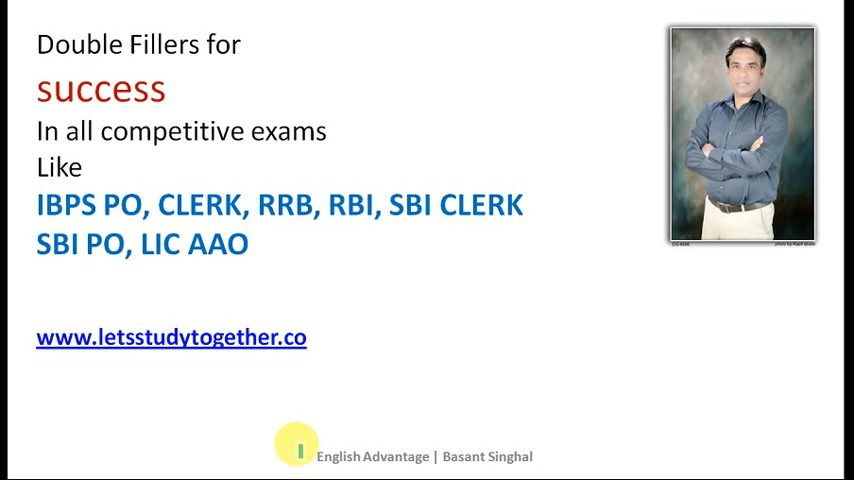 Double Fillers for
success
In all competitive exams
Like
IBPS PO, CLERK, RRB, RBI, SBI CLERK
SBI PO, LIC AAO
www.letsstudytogether.co
English Advantage | Basant Singhal